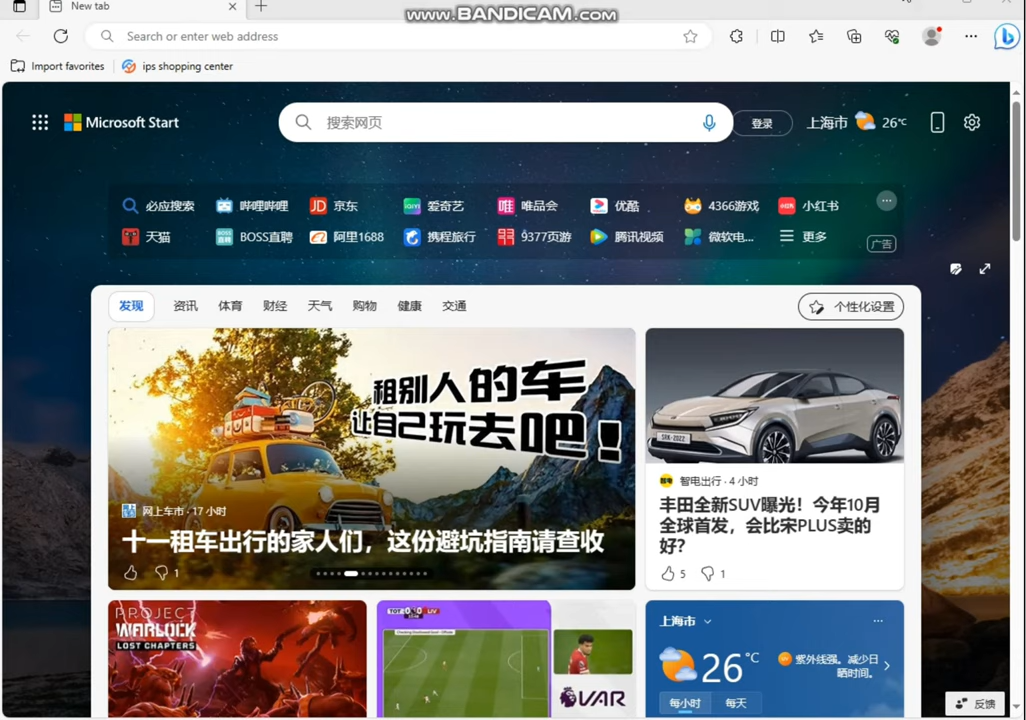 New tab
www.BANDICAM.com
Search or enter web address
Import favorites
ips shopping center
Microsoft Start
搜索网页
登录
上海市
26°C
必应搜索
哔哩哔哩
JD
京东
爱奇艺
唯
唯品会
优酷
4366游戏
小红书
天猫
BOSS直聘
阿里1688
携程旅行
9377页游
腾讯视频
微软电...
更多
广告
发现
资讯
体育
财经
天气
购物
健康
交通
个性化设置
租别人的车
让自己玩去吧!
网上车市 · 17 小时
十一租车出行的家人们，这份避坑指南请查收
1
智电出行 · 4 小时
丰田全新SUV曝光！今年10月
全球首发，会比宋PLUS卖的
好？
5
1
PROJECT
WARLOCK
LOST CHAPTERS
TOT 0 0 LIV
VAR
上海市
26°C
紫外线强。减少日
晒时间。
每小时
每天
反馈